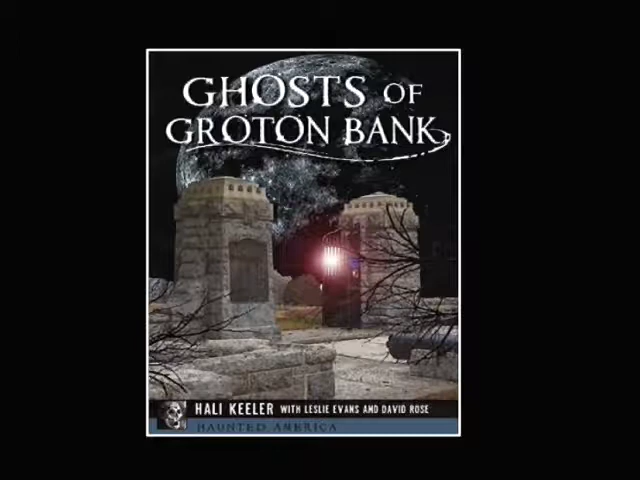 GHOSTS OF
GROTON BANK
HALI KEELER WITH LESLIE EVANS AND DAVID ROSE
HAUNTED AMERICA